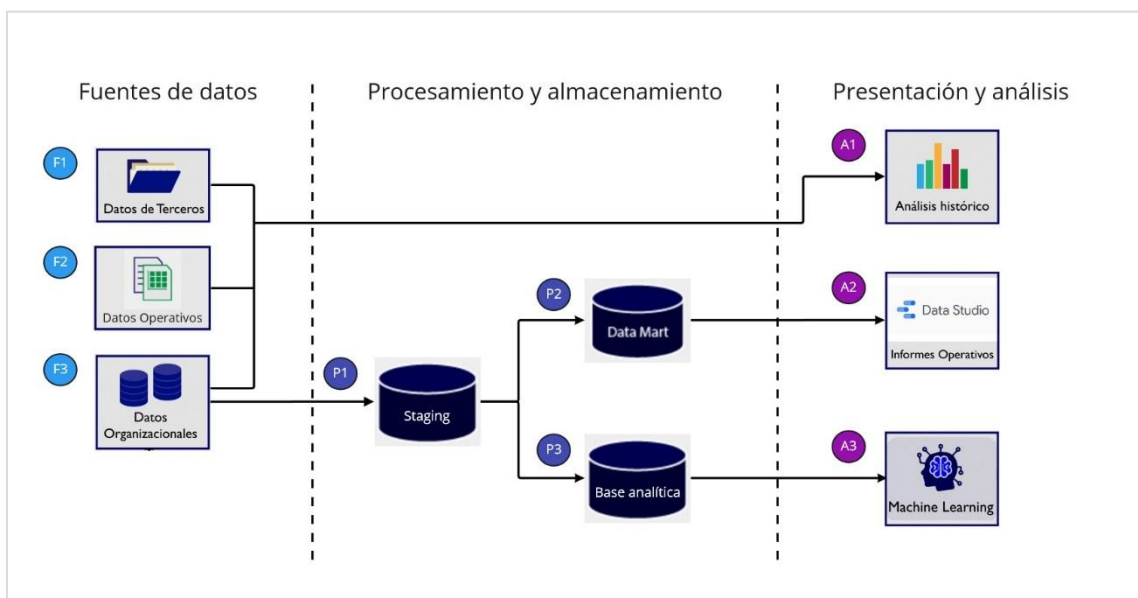 Fuentes de datos
Procesamiento y almacenamiento
Presentación y análisis
F1
Datos de Terceros
F2
Datos Operativos
F3
Datos
Organizacionales
P1
Staging
P2
Data Mart
P3
Base analítica
A1
Análisis histórico
A2
Data Studio
Informes Operativos
A3
Machine Learning